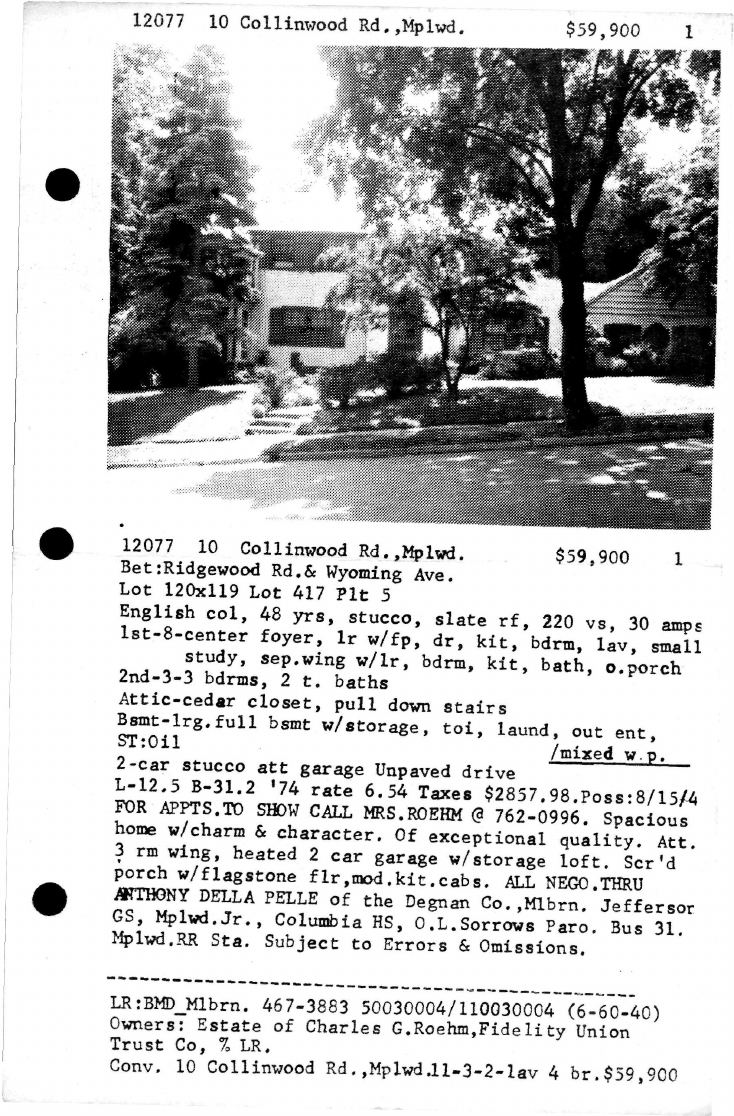 12077 10 Collinwood Rd.,Mplwd. $59,900 1
12077 10 Collinwood Rd.,Mplwd. $59,900 1
Bet:Ridgewood Rd.& Wyoming Ave.
Lot 120x119 Lot 417 Plt 5
English col, 48 yrs, stucco, slate rf, 220 vs, 30 amps
1st-8-center foyer, lr w/fp, dr, kit, bdrm, lav, small
study, sep.wing w/lr, bdrm, kit, bath, o.porch
2nd-3-3 bdrms, 2 t. baths
Attic-cedar closet, pull down stairs
Bsmt-lrg.full bsmt w/storage, toi, laund, out ent,
ST:Oil /mixed w.p.
2-car stucco att garage Unpaved drive
L-12.5 B-31.2 '74 rate 6.54 Taxes $2857.98.Poss:8/15/4
FOR APPTS.TO SHOW CALL MRS.ROEHM @ 762-0996. Spacious
home w/charm & character. Of exceptional quality. Att.
3 rm wing, heated 2 car garage w/storage loft. Scr'd
porch w/flagstone flr,mod.kit.cabs. ALL NEGO.THRU
ANTHONY DELLA PELLE of the Degnan Co.,Mlbrn. Jeffersor
GS, Mplwd.Jr., Columbia HS, O.L.Sorrows Paro. Bus 31.
Mplwd.RR Sta. Subject to Errors & Omissions.
LR:BMD_Mlbrn. 467-3883 50030004/110030004 (6-60-40)
Owners: Estate of Charles G.Roehm,Fidelity Union
Trust Co, % LR.
Conv. 10 Collinwood Rd.,Mplwd.11-3-2-lav 4 br.$59,900